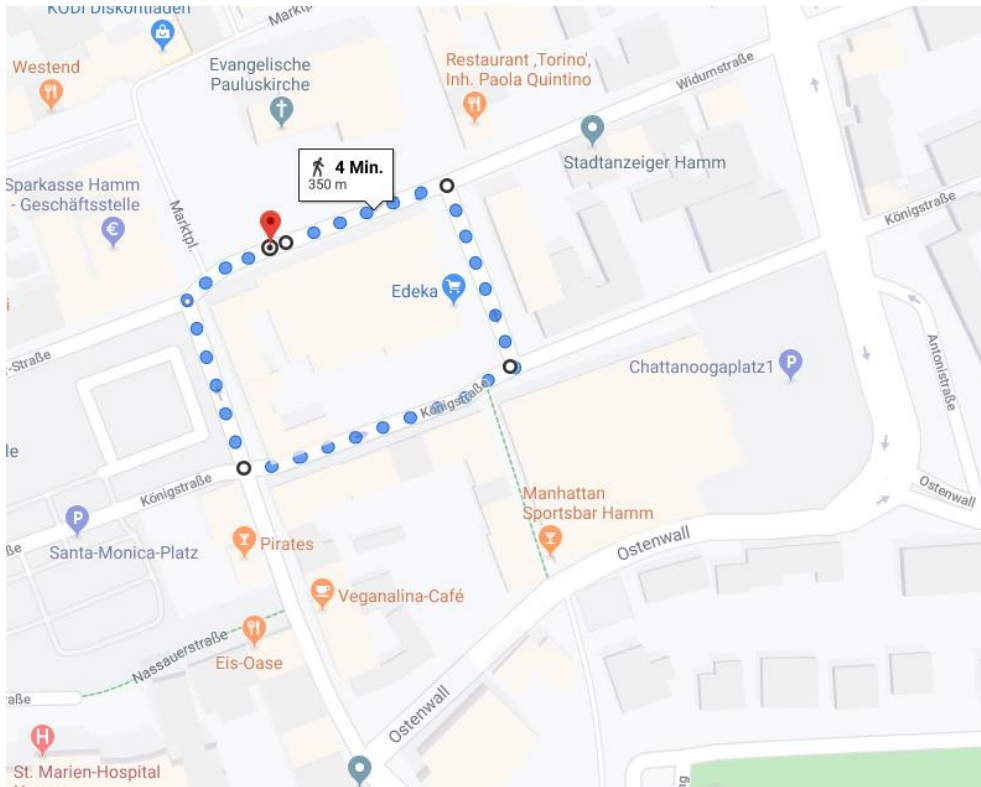 KODI Diskontladen
Westend
Evangelische
Pauluskirche
Restaurant ‚Torino',
Inh. Paola Quintino
Widumstraße
Stadtanzeiger Hamm
4 Min.
350 m
Sparkasse Hamm
- Geschäftsstelle
Marktpl.
Königstraße
Edeka
Chattanoogaplatz1
Antonistraße
-Straße
Königstraße
Königstraße
Manhattan
Sportsbar Hamm
Ostenwall
Ostenwall
Santa-Monica-Platz
Pirates
Veganalina-Café
Nassauerstraße
Eis-Oase
Ostenwall
St. Marien-Hospital